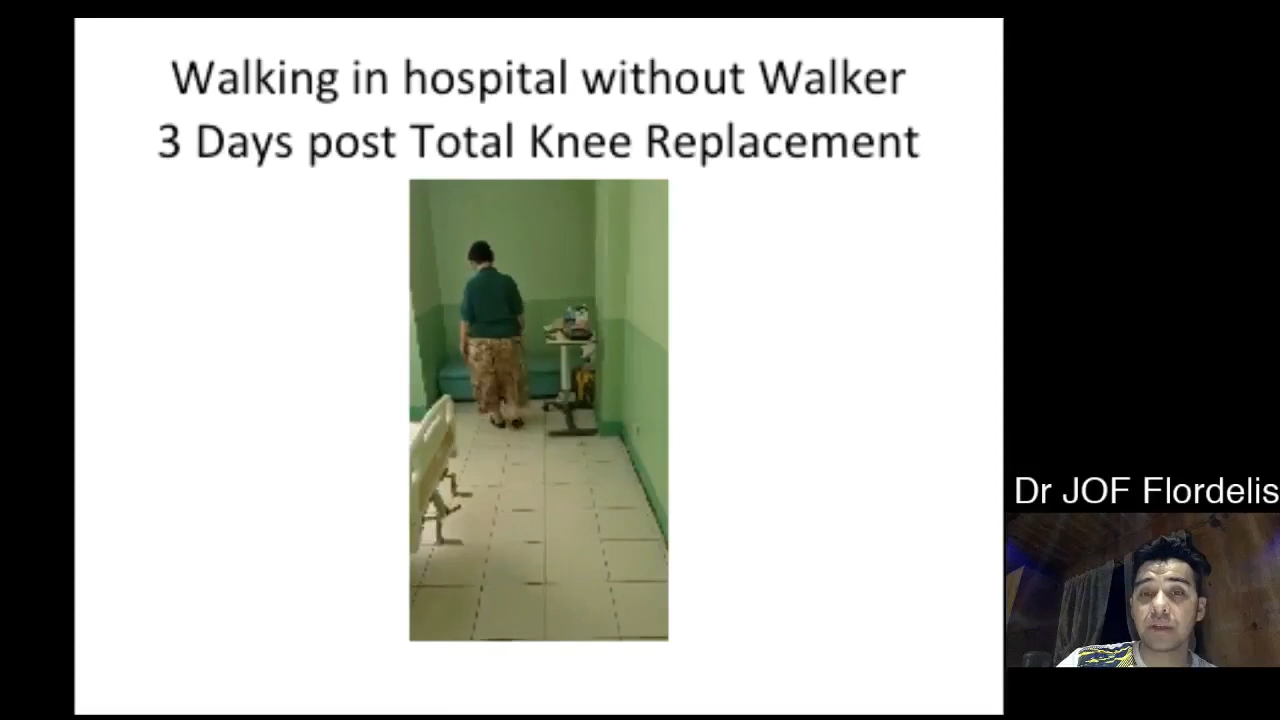 Walking in hospital without Walker
3 Days post Total Knee Replacement
Dr JOF Flordelis